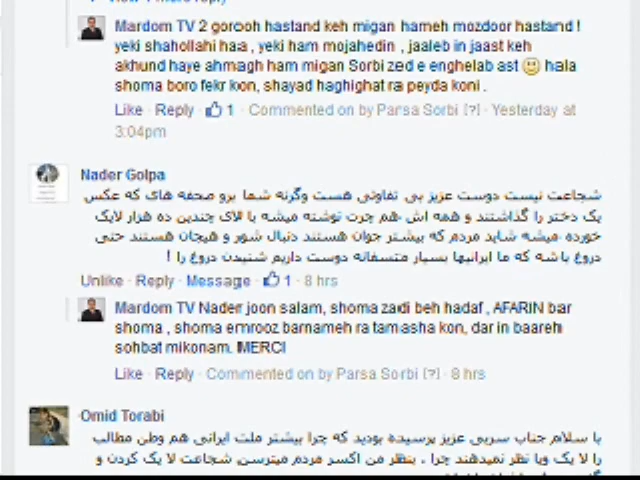 Mardom TV 2 gorooh hastand keh migan hameh mozdoor hastand !
yeki shahollahi haa , yeki ham mojahedin , jaaleb in jaast keh
akhund haye ahmagh ham migan Sorbi zed e enghelab ast 🙂 hala
shoma boro fekr kon, shayad haghighat ra peyda koni .
Like · Reply · 1 · Commented on by Parsa Sorbi [?] · Yesterday at
3:04pm
Nader Golpa
شجاعت نیست دوست عزیز بی تفاوتی هست وگرنه شما برو صفحه های که عکس
یک دختر را گذاشتند و همه اش هم چرت نوشته میشه با لای چندین ده هزار لایک
خورده میشه شاید مردم که بیشتر جوان هستند دنبال شور و هیجان هستند حتی
دروغ باشه که ما ایرانیها بسیار متسفانه دوست داریم شنیدن دروغ را !
Unlike · Reply · Message · 1 · 8 hrs
Mardom TV Nader joon salam, shoma zadi beh hadaf , AFARIN bar
shoma , shoma emrooz barnameh ra tamasha kon, dar in baareh
sohbat mikonam. MERCI
Like · Reply · Commented on by Parsa Sorbi [?] · 8 hrs
Omid Torabi
با سلام جناب سربی عزیز پرسیده بودید که چرا بیشتر ملت ایرانی هم وطن مطالب
را لا یک ویا نظر نمیدهند چرا ، بنظر من اکسر مردم میترسن شجاعت لا یک کردن و